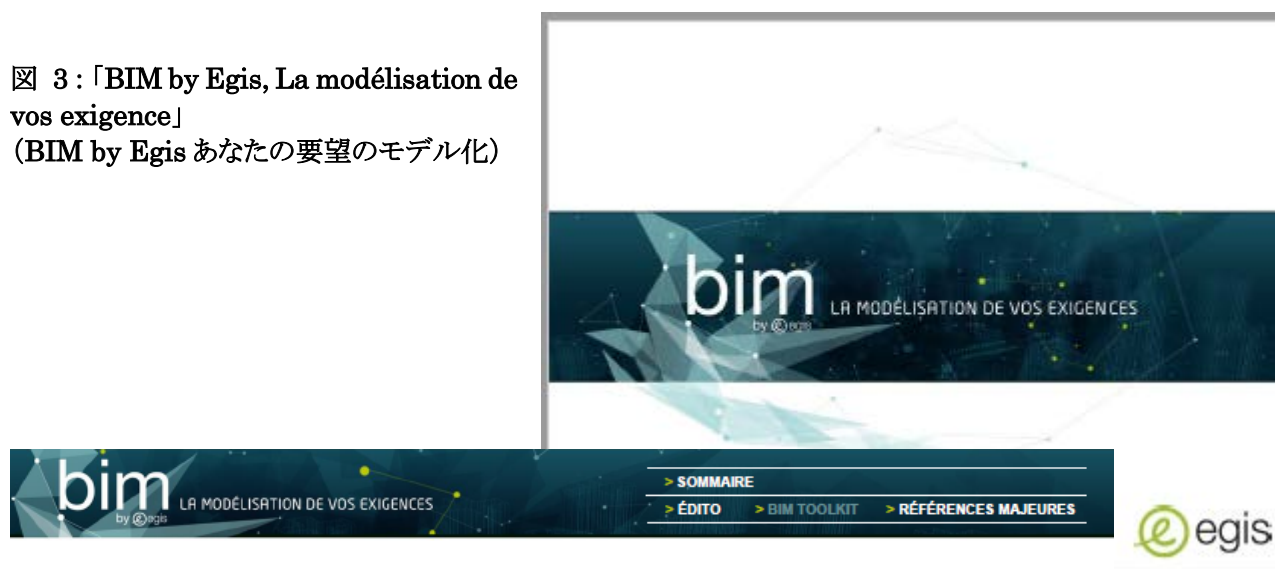 図 3 :「BIM by Egis, La modélisation de
vos exigence」
（BIM by Egis あなたの要望のモデル化）
bim
LA MODÉLISATION DE VOS EXIGENCES
by egis
bim
LA MODÉLISATION DE VOS EXIGENCES
by egis
> SOMMAIRE
> ÉDITO > BIM TOOLKIT > RÉFÉRENCES MAJEURES
egis